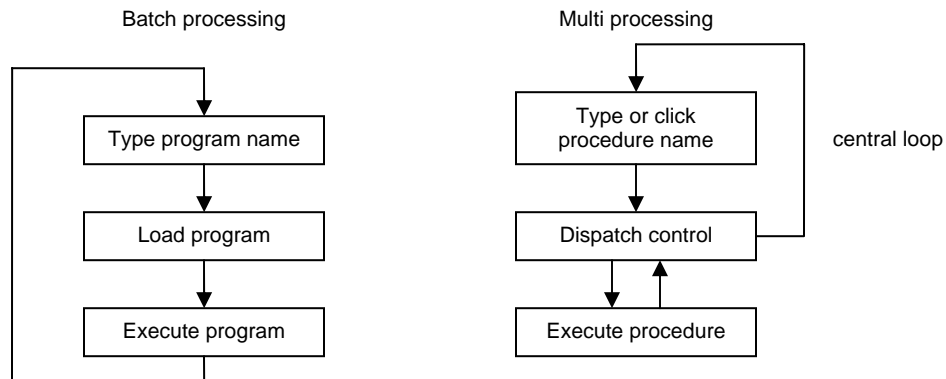 Batch processing
Type program name
Load program
Execute program
Multi processing
Type or click
procedure name
central loop
Dispatch control
Execute procedure